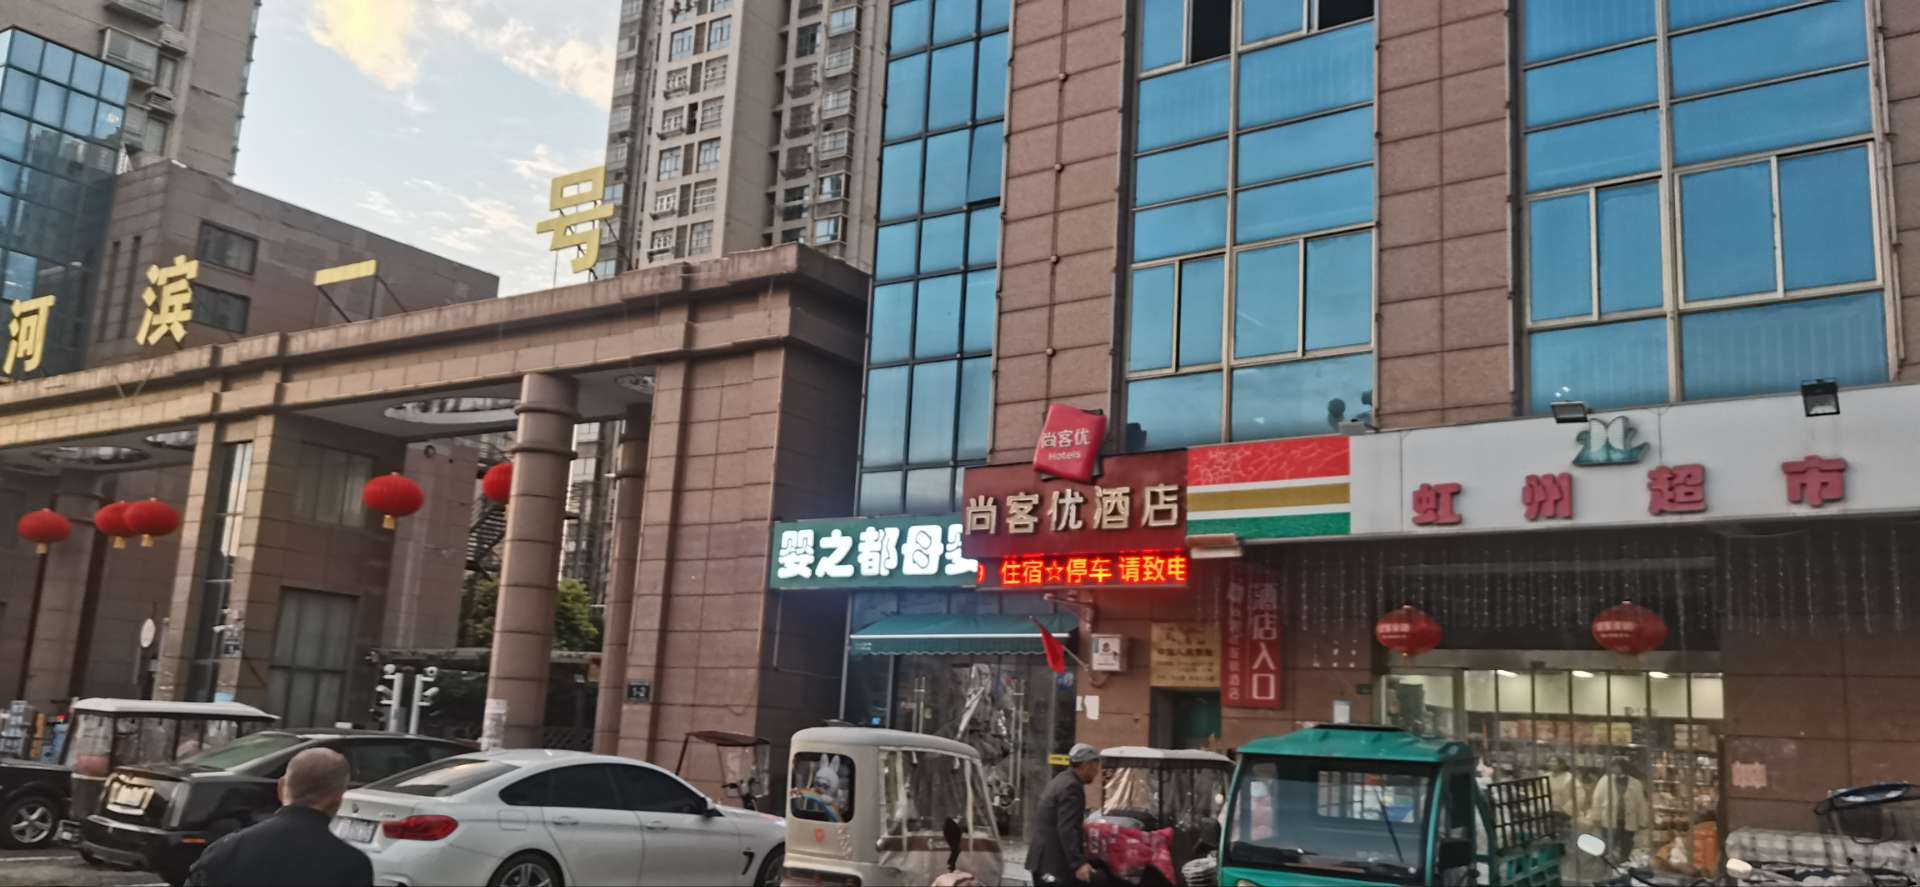 河滨一号
尚客优
Hotels
尚客优酒店
婴之都母婴
住宿☆停车 请致电
虹州超市
酒店入口